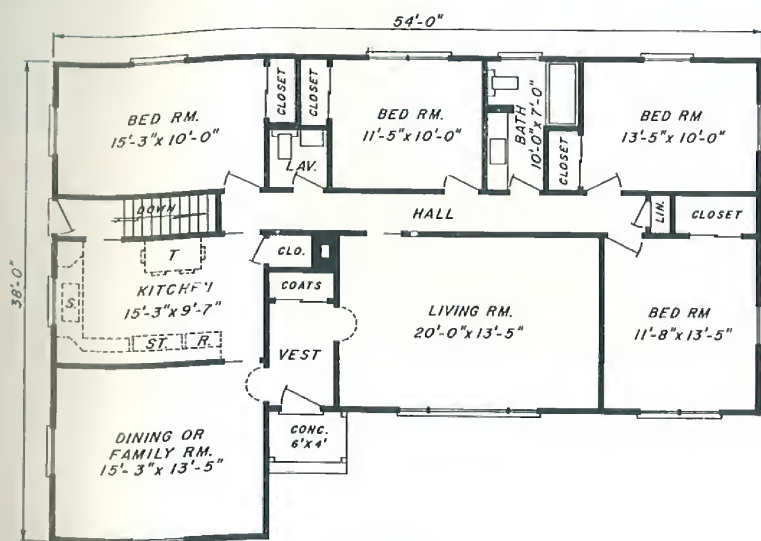 54'-0"
38'-0"
BED RM.
15'-3" x 10'-0"
CLOSET
CLOSET
LAV.
BED RM.
11'-5" x 10'-0"
BATH
10'-0" x 7'-0"
CLOSET
BED RM
13'-5" x 10'-0"
DOWN
HALL
LIN.
CLOSET
T
KITCHEN
15'-3" x 9'-7"
S.
ST.
R.
CLO.
COATS
VEST
LIVING RM.
20'-0" x 13'-5"
BED RM
11'-8" x 13'-5"
DINING OR
FAMILY RM.
15'-3" x 13'-5"
CONC.
6' x 4'